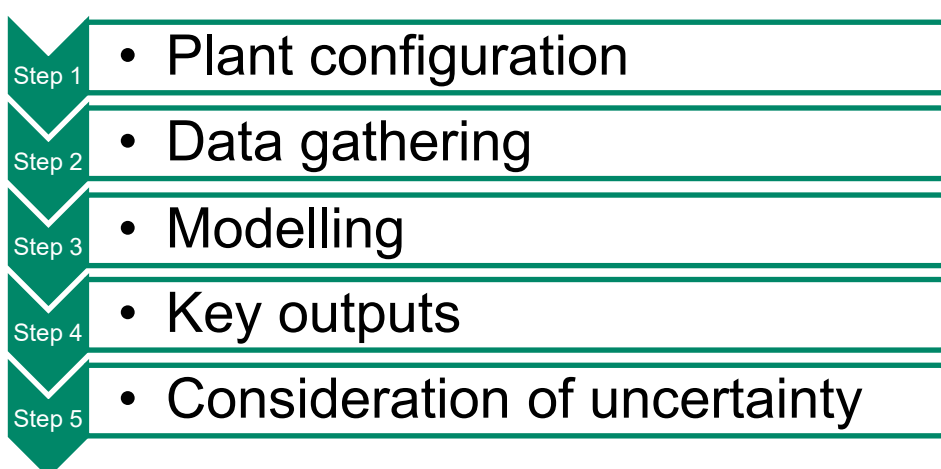 Step 1 • Plant configuration
Step 2 • Data gathering
Step 3 • Modelling
Step 4 • Key outputs
Step 5 • Consideration of uncertainty